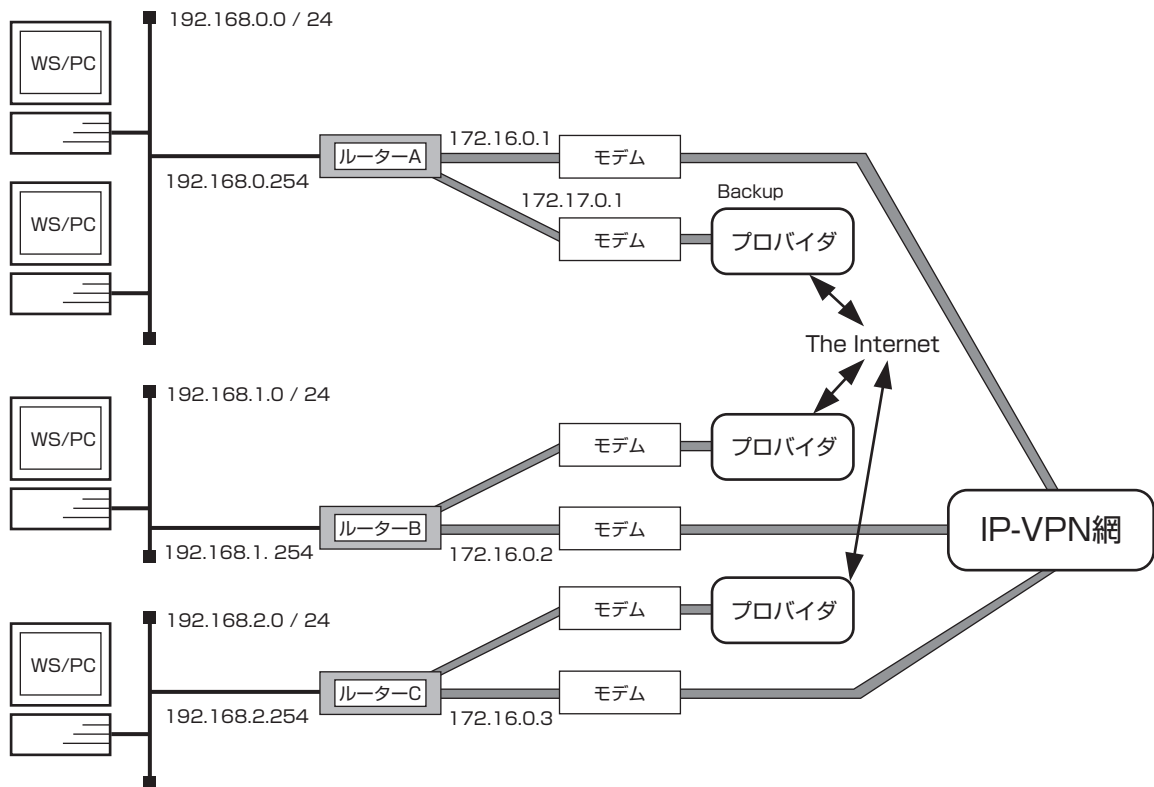 192.168.0.0 / 24
WS/PC
172.16.0.1
ルーターA
モデム
192.168.0.254
172.17.0.1
Backup
WS/PC
モデム
プロバイダ
The Internet
192.168.1.0 / 24
WS/PC
モデム
プロバイダ
ルーターB
モデム
IP-VPN網
192.168.1. 254
172.16.0.2
192.168.2.0 / 24
モデム
プロバイダ
WS/PC
ルーターC
モデム
192.168.2.254
172.16.0.3